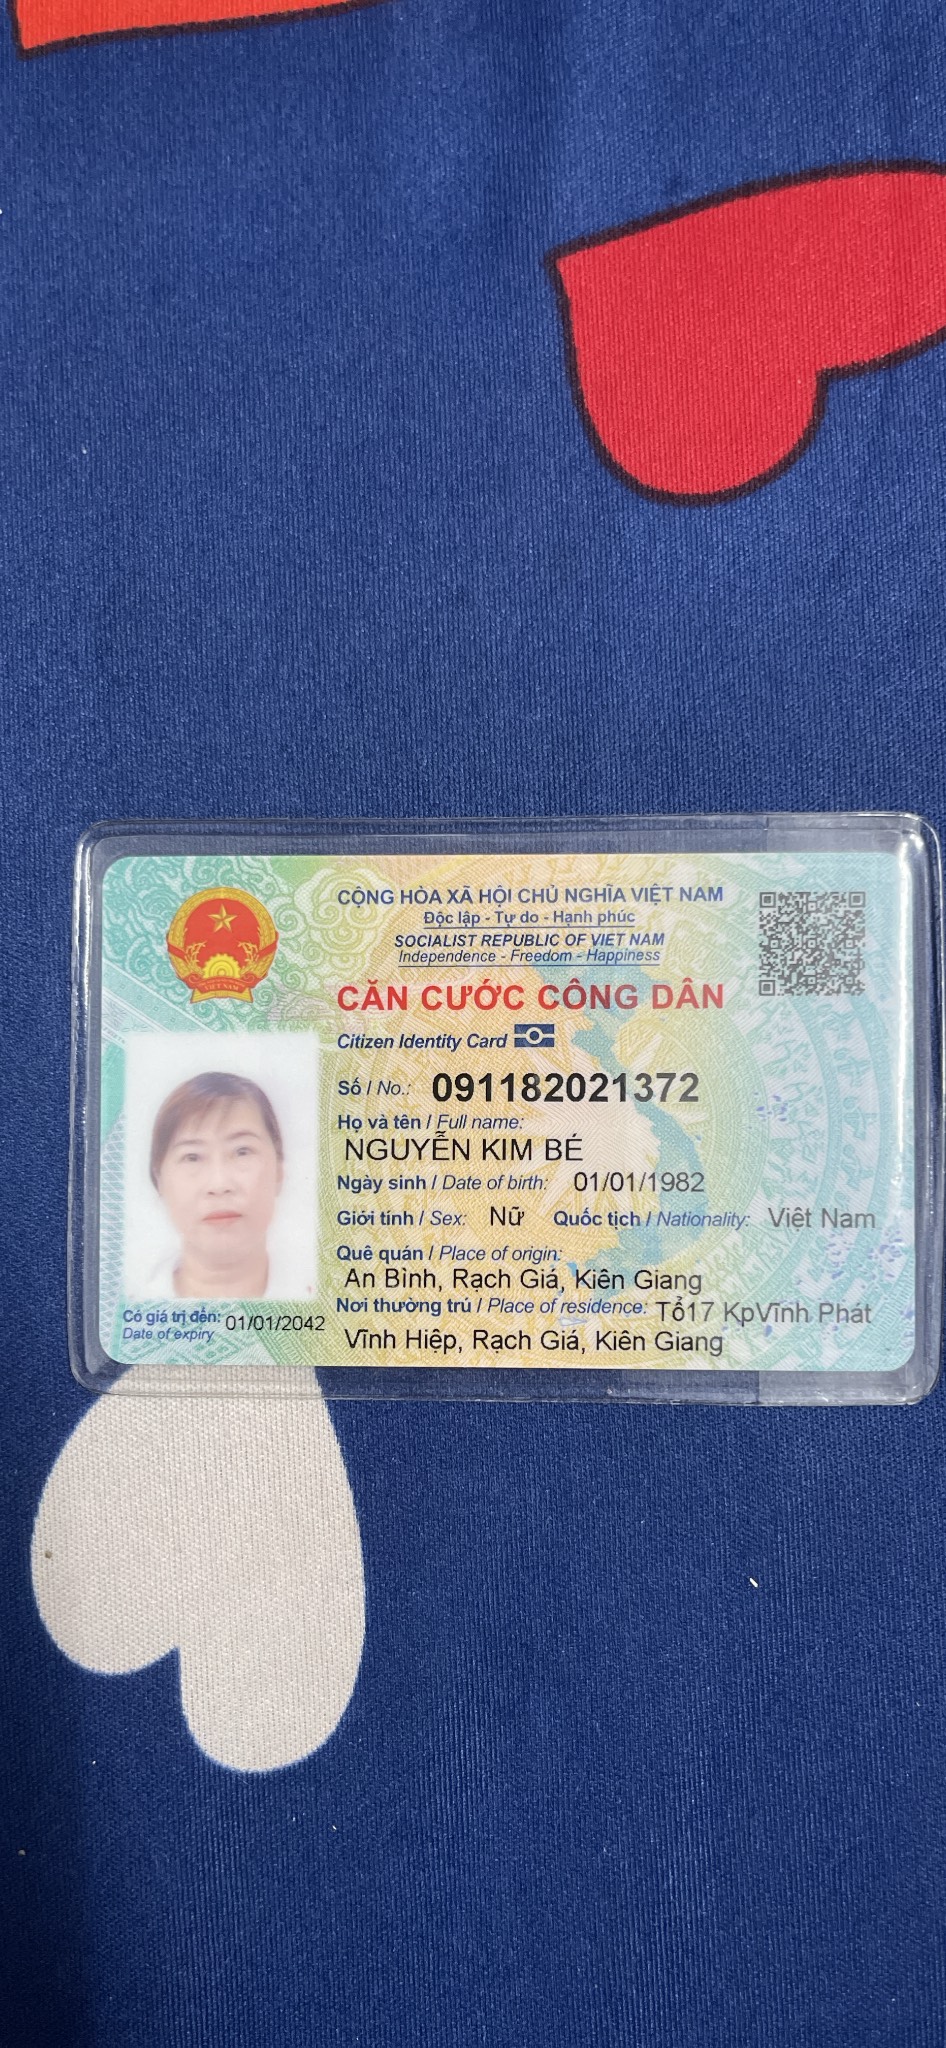 CỘNG HÒA XÃ HỘI CHỦ NGHĨA VIỆT NAM
Độc lập - Tự do - Hạnh phúc
SOCIALIST REPUBLIC OF VIET NAM
Independence - Freedom - Happiness
CĂN CƯỚC CÔNG DÂN
Citizen Identity Card
Số / No.: 091182021372
Họ và tên / Full name:
NGUYỄN KIM BÉ
Ngày sinh / Date of birth: 01/01/1982
Giới tính / Sex: Nữ Quốc tịch / Nationality: Việt Nam
Quê quán / Place of origin:
An Bình, Rạch Giá, Kiên Giang
Nơi thường trú / Place of residence: Tổ17 KpVĩnh Phát
Vĩnh Hiệp, Rạch Giá, Kiên Giang
Có giá trị đến: 01/01/2042
Date of expiry
VIỆT NAM